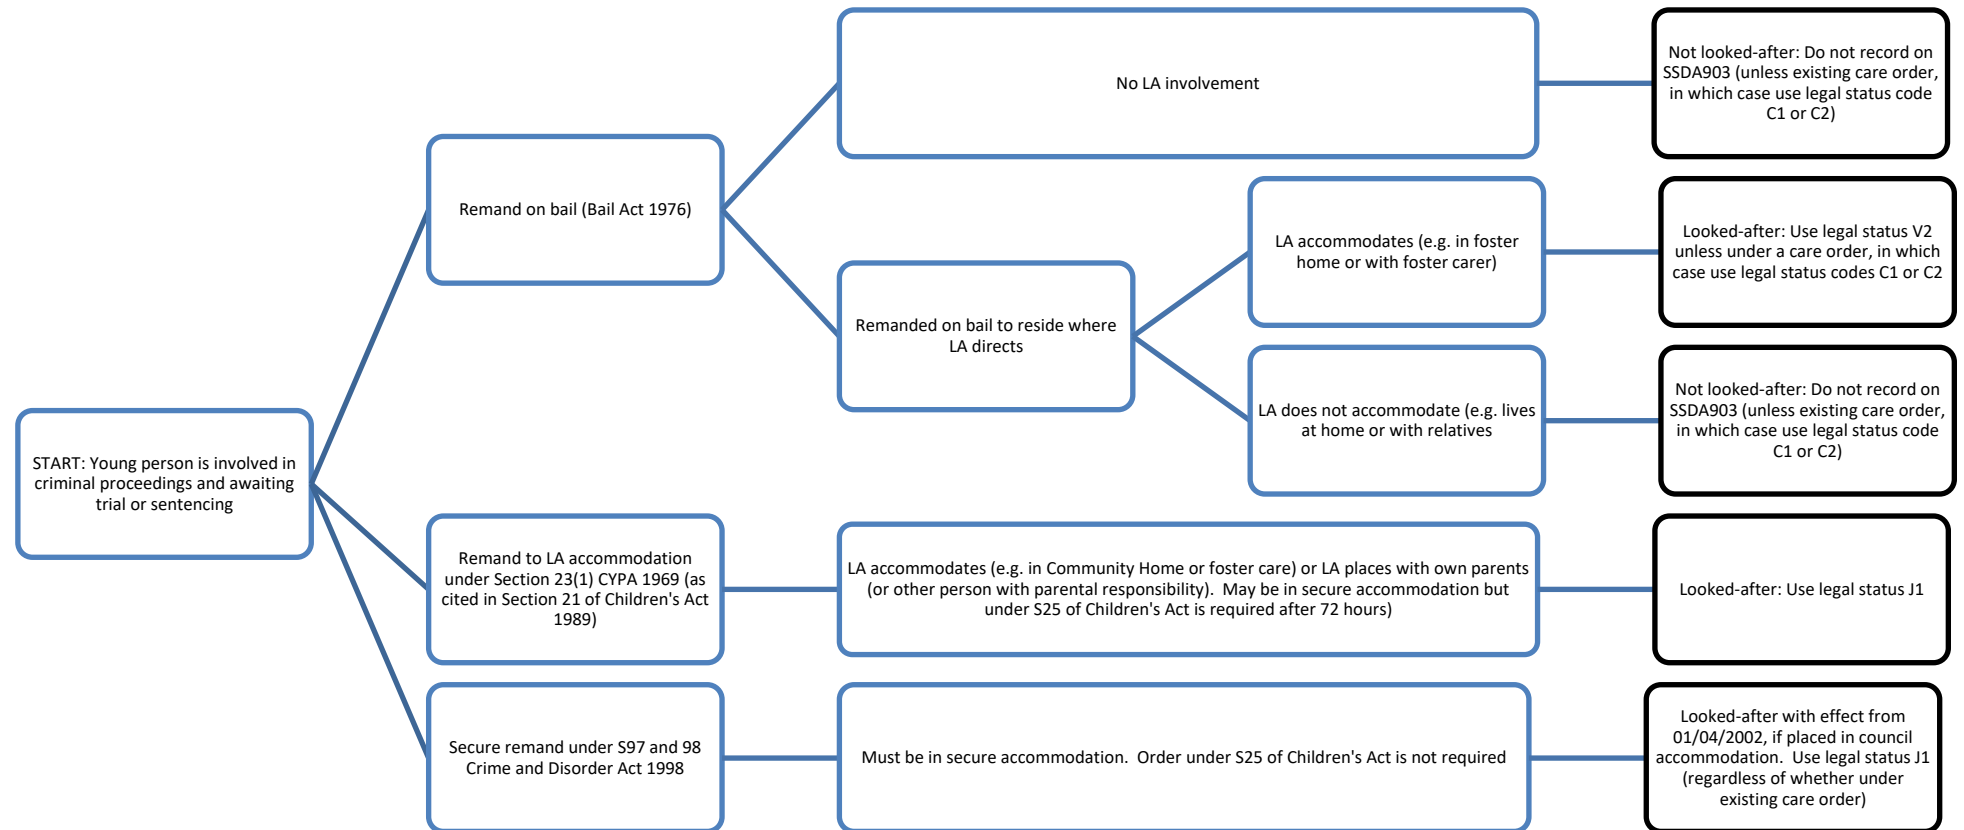 START: Young person is involved in
criminal proceedings and awaiting
trial or sentencing
Remand on bail (Bail Act 1976)
No LA involvement
Not looked-after: Do not record on
SSDA903 (unless existing care order,
in which case use legal status code
C1 or C2)
Remanded on bail to reside where
LA directs
LA accommodates (e.g. in foster
home or with foster carer)
Looked-after: Use legal status V2
unless under a care order, in which
case use legal status codes C1 or C2
LA does not accommodate (e.g. lives
at home or with relatives
Not looked-after: Do not record on
SSDA903 (unless existing care order,
in which case use legal status code
C1 or C2)
Remand to LA accommodation
under Section 23(1) CYPA 1969 (as
cited in Section 21 of Children's Act
1989)
LA accommodates (e.g. in Community Home or foster care) or LA places with own parents
(or other person with parental responsibility).  May be in secure accommodation but
under S25 of Children's Act is required after 72 hours)
Looked-after: Use legal status J1
Secure remand under S97 and 98
Crime and Disorder Act 1998
Must be in secure accommodation.  Order under S25 of Children's Act is not required
Looked-after with effect from
01/04/2002, if placed in council
accommodation.  Use legal status J1
(regardless of whether under
existing care order)